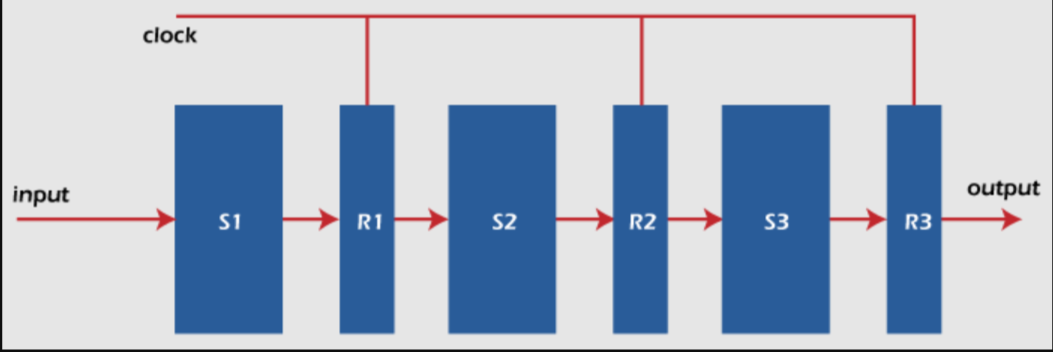 clock
input
S1
R1
S2
R2
S3
R3
output